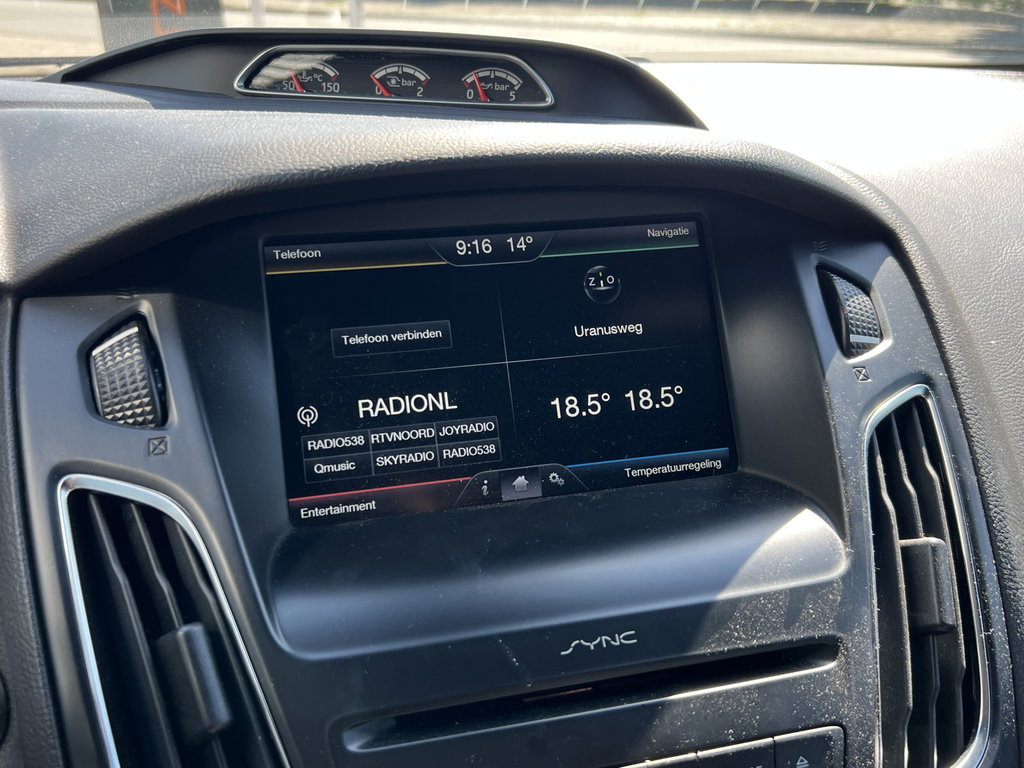 50 °C 150
0 bar 2
0 bar 5
Telefoon
9:16 14°
Navigatie
Telefoon verbinden
z i o
Uranusweg
RADIONL
18.5° 18.5°
RADIO538 RTVNOORD JOYRADIO
Qmusic SKYRADIO RADIO538
i
Entertainment
Temperatuurregeling
SYNC